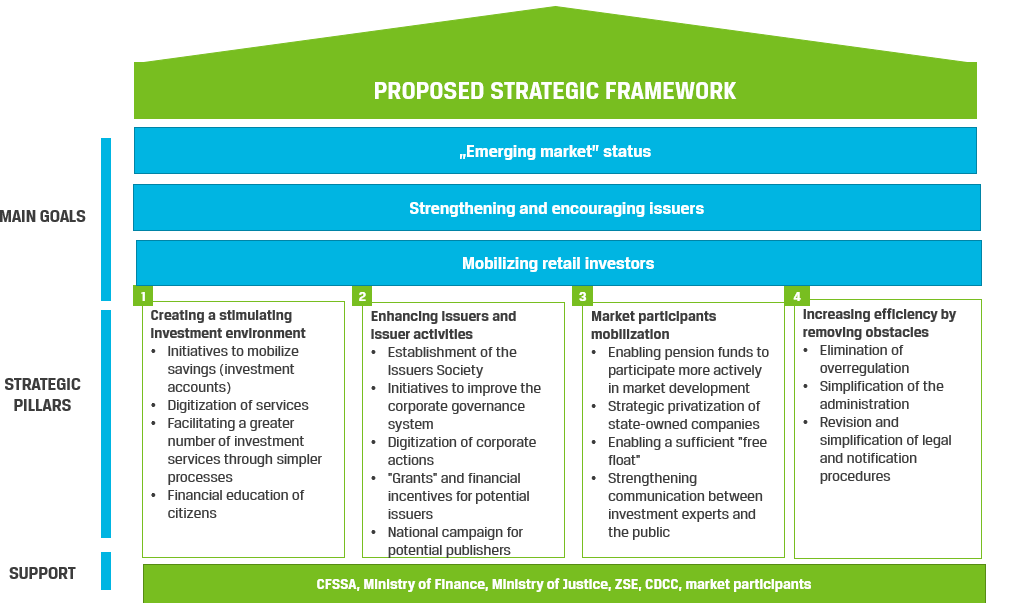 PROPOSED STRATEGIC FRAMEWORK
MAIN GOALS
„Emerging market” status
Strengthening and encouraging issuers
Mobilizing retail investors
STRATEGIC
PILLARS
1
Creating a stimulating
investment environment
• Initiatives to mobilize
savings (investment
accounts)
• Digitization of services
• Facilitating a greater
number of investment
services through simpler
processes
• Financial education of
citizens
2
Enhancing issuers and
issuer activities
• Establishment of the
Issuers Society
• Initiatives to improve the
corporate governance
system
• Digitization of corporate
actions
• "Grants" and financial
incentives for potential
issuers
• National campaign for
potential publishers
3
Market participants
mobilization
• Enabling pension funds to
participate more actively
in market development
• Strategic privatization of
state-owned companies
• Enabling a sufficient "free
float"
• Strengthening
communication between
investment experts and
the public
4
Increasing efficiency by
removing obstacles
• Elimination of
overregulation
• Simplification of the
administration
• Revision and
simplification of legal
and notification
procedures
SUPPORT
CFSSA, Ministry of Finance, Ministry of Justice, ZSE, CDCC, market participants